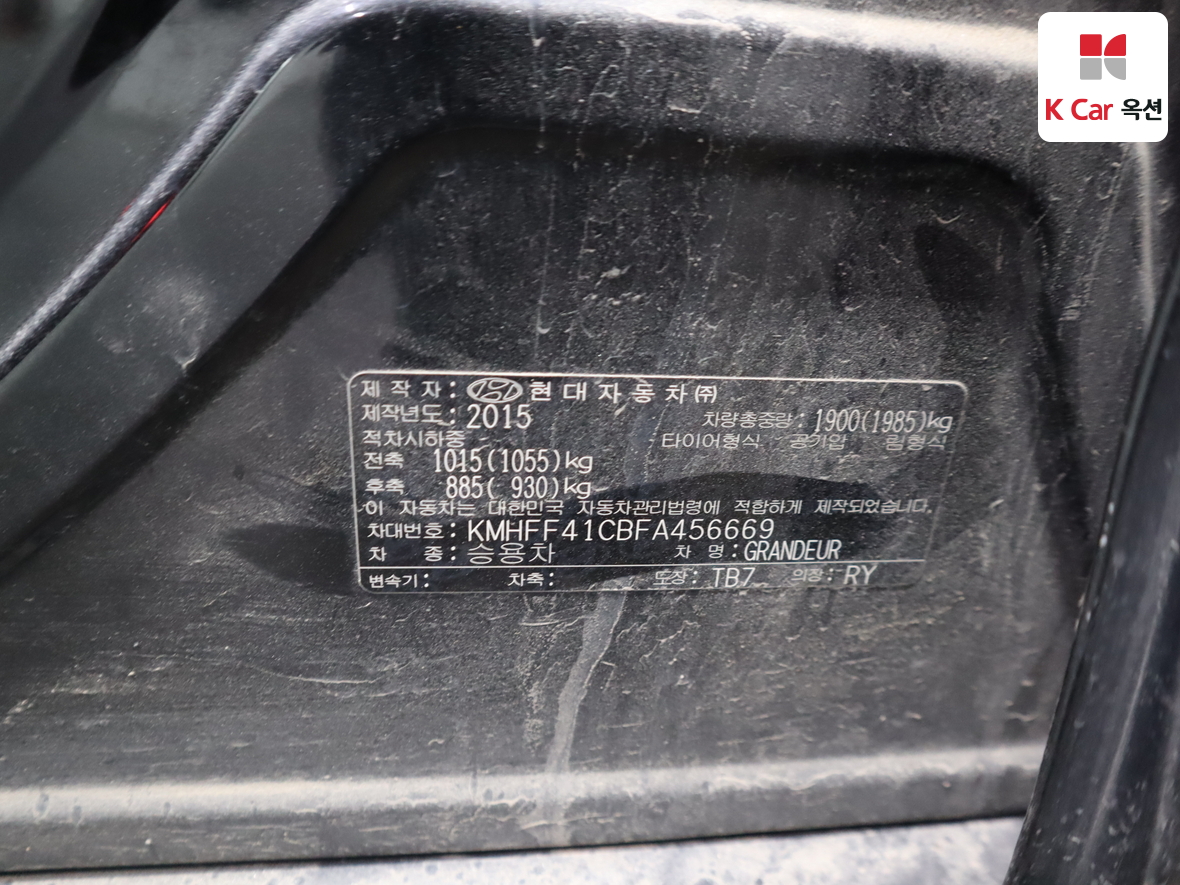 K Car 옥션
제 작 자 : 현 대 자 동 차 ㈜
제작년도 : 2015 차량총중량 : 1900(1985)kg
적차시하중 타이어형식 공기압 림형식
전축 1015(1055)kg
후축 885( 930)kg
이 자동차는 대한민국 자동차관리법령에 적합하게 제작되었습니다.
차대번호 : KMHFF41CBFA456669
차 종 : 승용차 차 명 : GRANDEUR
변속기 : 차축 : 도장 : TB7 의장 : RY